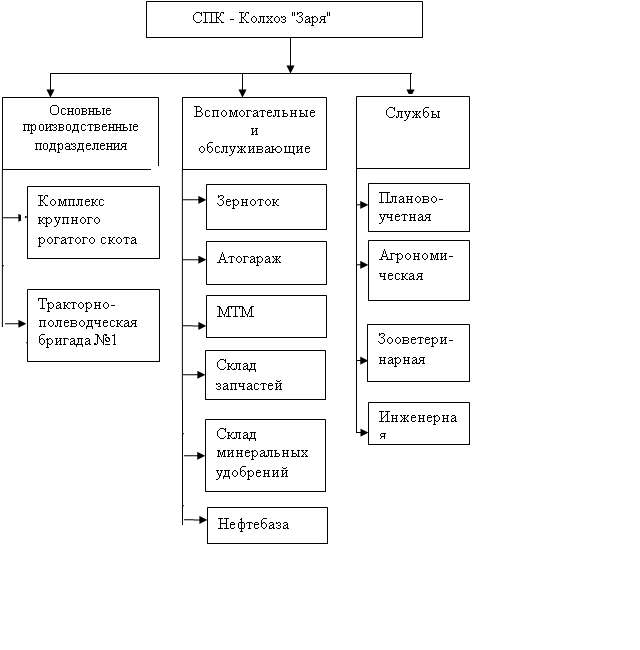 СПК - Колхоз "Заря"
Основные
производственные
подразделения
Комплекс
крупного
рогатого скота
Тракторно-
полеводческая
бригада №1
Вспомогательные
и
обслуживающие
Зерноток
Атогараж
МТМ
Склад
запчастей
Склад
минеральных
удобрений
Нефтебаза
Службы
Планово-
учетная
Агрономи-
ческая
Зооветери-
нарная
Инженерна
я